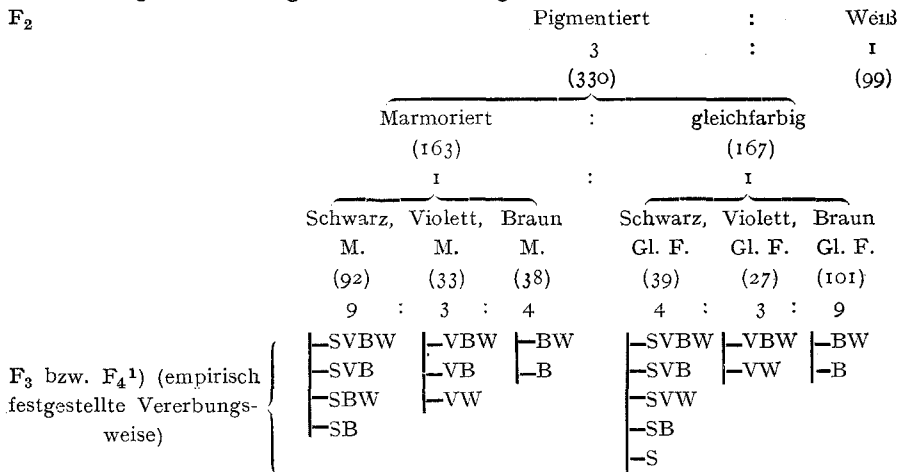 F₂ Pigmentiert : Weiß
3 : 1
(330) (99)
Marmoriert : gleichfarbig
(163) (167)
1 : 1
Schwarz, Violett, Braun Schwarz, Violett, Braun
M. M. M. Gl. F. Gl. F. Gl. F.
(92) (33) (38) (39) (27) (101)
9 : 3 : 4 4 : 3 : 9
SVBW VBW BW SVBW VBW BW
SVB VB B SVB VW B
F₃ bzw. F₄¹) (empirisch
festgestellte Vererbungs-
weise)
SBW VW SVW
SB SB
S